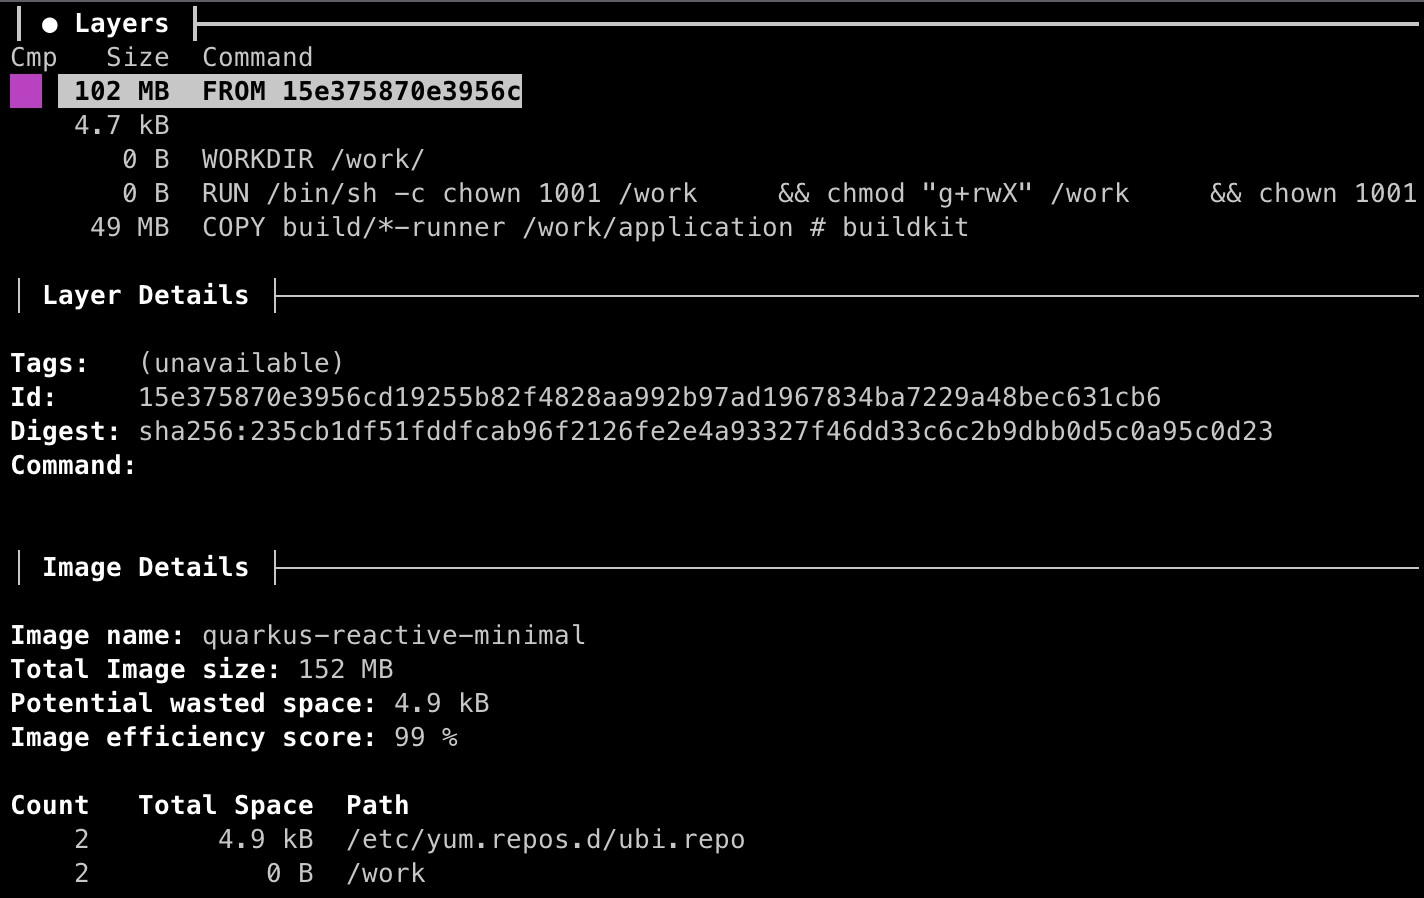 ● Layers
Cmp Size Command
102 MB FROM 15e375870e3956c
4.7 kB
0 B WORKDIR /work/
0 B RUN /bin/sh -c chown 1001 /work && chmod "g+rwX" /work && chown 1001
49 MB COPY build/*-runner /work/application # buildkit
Layer Details
Tags: (unavailable)
Id: 15e375870e3956cd19255b82f4828aa992b97ad1967834ba7229a48bec631cb6
Digest: sha256:235cb1df51fddfcab96f2126fe2e4a93327f46dd33c6c2b9dbb0d5c0a95c0d23
Command:
Image Details
Image name: quarkus-reactive-minimal
Total Image size: 152 MB
Potential wasted space: 4.9 kB
Image efficiency score: 99 %
Count Total Space Path
2 4.9 kB /etc/yum.repos.d/ubi.repo
2 0 B /work